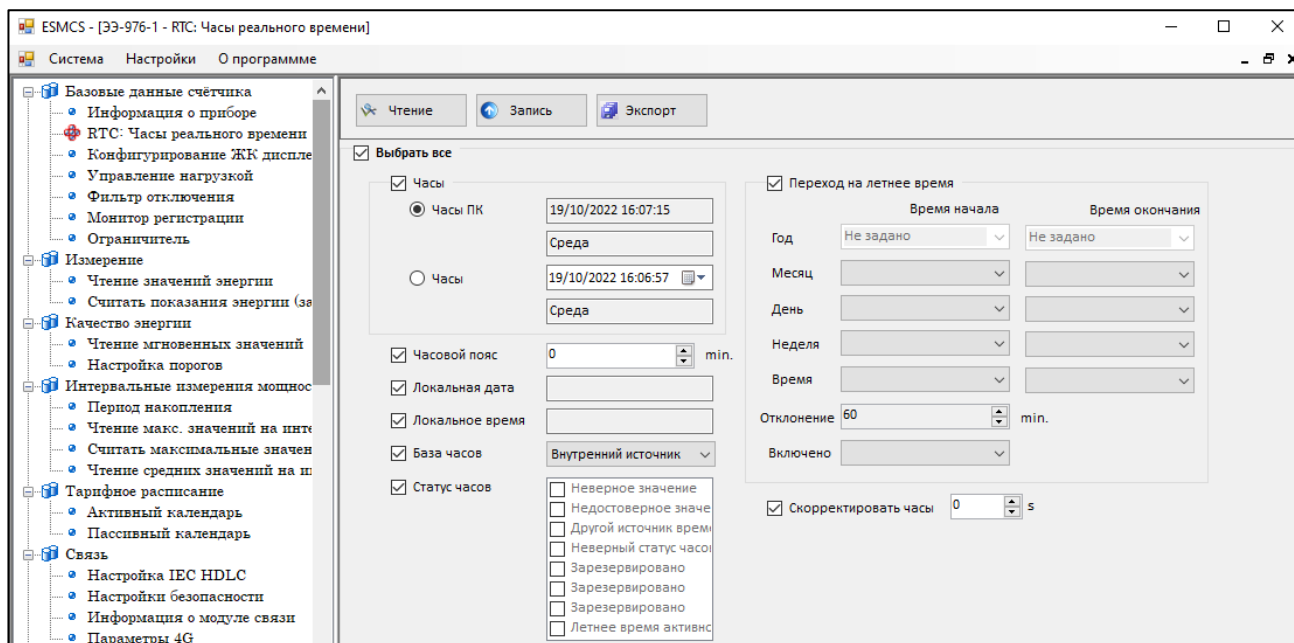 ESMCS - [ЭЭ-976-1 - RTC: Часы реального времени]
Система Настройки О программме
Базовые данные счётчика
Информация о приборе
RTC: Часы реального времени
Конфигурирование ЖК диспле
Управление нагрузкой
Фильтр отключения
Монитор регистрации
Ограничитель
Измерение
Чтение значений энергии
Считать показания энергии (за
Качество энергии
Чтение мгновенных значений
Настройка порогов
Интервальные измерения мощнос
Период накопления
Чтение макс. значений на инте
Считать максимальные значен
Чтение средних значений на и
Тарифное расписание
Активный календарь
Пассивный календарь
Связь
Настройка IEC HDLC
Настройки безопасности
Информация о модуле связи
Параметры 4G
Чтение Запись Экспорт
Выбрать все
Часы
Часы ПК 19/10/2022 16:07:15
Среда
Часы 19/10/2022 16:06:57
Среда
Часовой пояс 0 min.
Локальная дата
Локальное время
База часов Внутренний источник
Статус часов
Неверное значение
Недостоверное значе
Другой источник врем
Неверный статус часо
Зарезервировано
Зарезервировано
Зарезервировано
Летнее время активно
Переход на летнее время
Время начала Время окончания
Год Не задано Не задано
Месяц
День
Неделя
Время
Отклонение 60 min.
Включено
Скорректировать часы 0 s